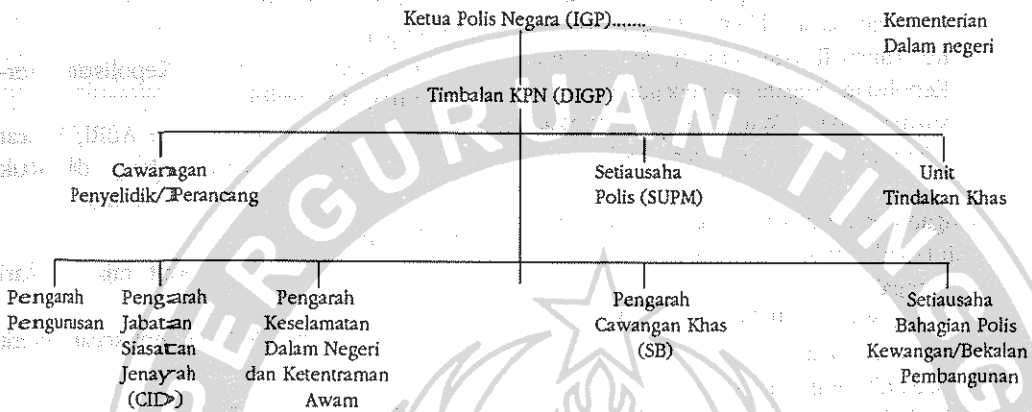 Ketua Polis Negara (IGP).......
Kementerian
Dalam negeri
Timbalan KPN (DIGP)
Cawangan
Penyelidik/Perancang
Setiausaha
Polis (SUPM)
Unit
Tindakan Khas
Pengarah
Pengurusan
Pengarah
Jabatan
Siasatan
Jenayah
(CID)
Pengarah
Keselamatan
Dalam Negeri
dan Ketentraman
Awam
Pengarah
Cawangan Khas
(SB)
Setiausaha
Bahagian Polis
Kewangan/Bekalan
Pembangunan
PERGURUAN TINGG